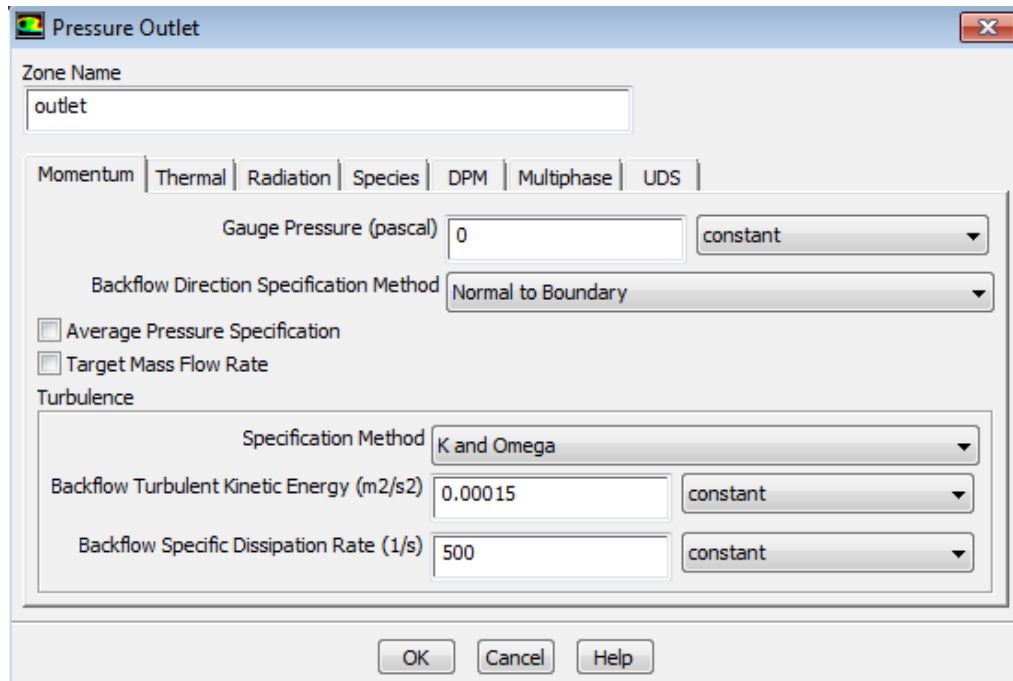 Pressure Outlet
Zone Name
outlet
Momentum Thermal Radiation Species DPM Multiphase UDS
Gauge Pressure (pascal) 0 constant
Backflow Direction Specification Method Normal to Boundary
Average Pressure Specification
Target Mass Flow Rate
Turbulence
Specification Method K and Omega
Backflow Turbulent Kinetic Energy (m2/s2) 0.00015 constant
Backflow Specific Dissipation Rate (1/s) 500 constant
OK Cancel Help